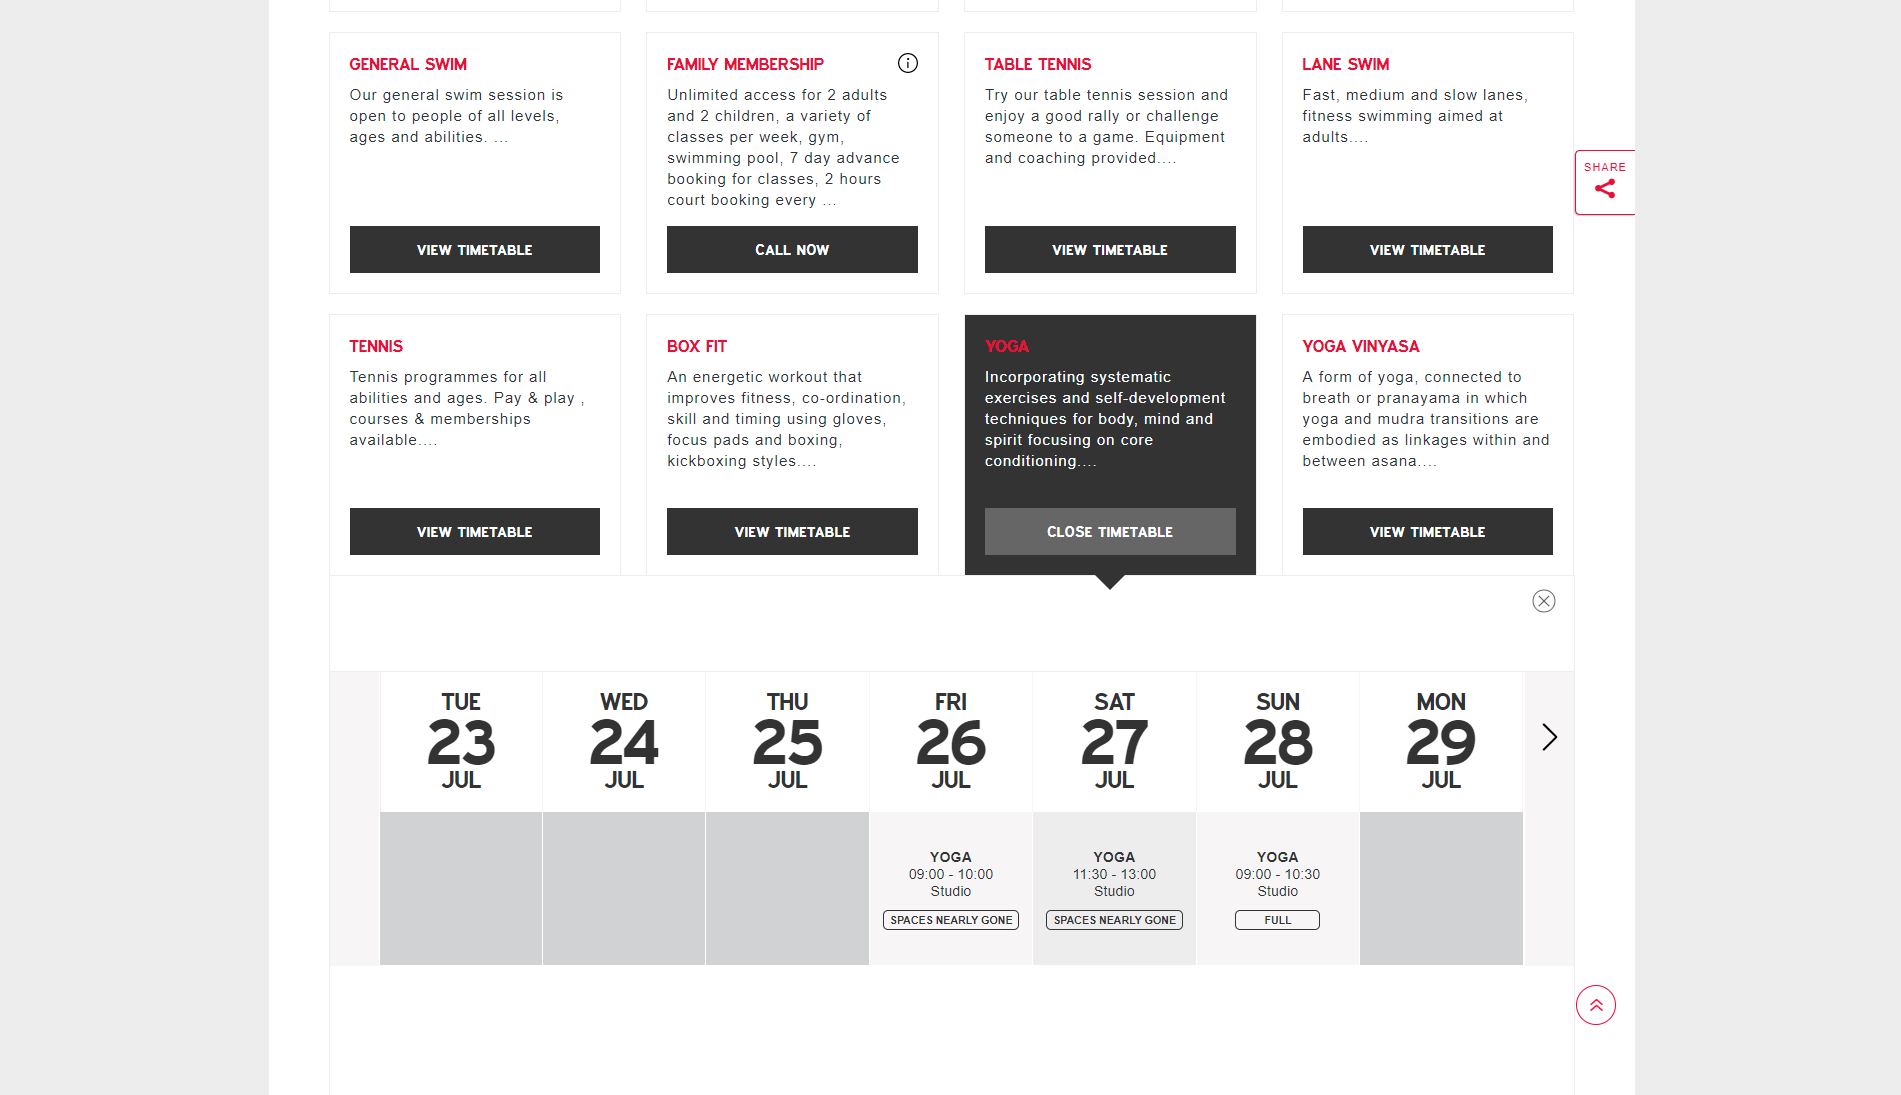 GENERAL SWIM
Our general swim session is
open to people of all levels,
ages and abilities. ...
VIEW TIMETABLE
FAMILY MEMBERSHIP
Unlimited access for 2 adults
and 2 children, a variety of
classes per week, gym,
swimming pool, 7 day advance
booking for classes, 2 hours
court booking every ...
CALL NOW
TABLE TENNIS
Try our table tennis session and
enjoy a good rally or challenge
someone to a game. Equipment
and coaching provided....
VIEW TIMETABLE
LANE SWIM
Fast, medium and slow lanes,
fitness swimming aimed at
adults....
VIEW TIMETABLE
SHARE
TENNIS
Tennis programmes for all
abilities and ages. Pay & play ,
courses & memberships
available....
VIEW TIMETABLE
BOX FIT
An energetic workout that
improves fitness, co-ordination,
skill and timing using gloves,
focus pads and boxing,
kickboxing styles....
VIEW TIMETABLE
YOGA
Incorporating systematic
exercises and self-development
techniques for body, mind and
spirit focusing on core
conditioning....
CLOSE TIMETABLE
YOGA VINYASA
A form of yoga, connected to
breath or pranayama in which
yoga and mudra transitions are
embodied as linkages within and
between asana....
VIEW TIMETABLE
TUE
23
JUL
WED
24
JUL
THU
25
JUL
FRI
26
JUL
SAT
27
JUL
SUN
28
JUL
MON
29
JUL
YOGA
09:00 - 10:00
Studio
SPACES NEARLY GONE
YOGA
11:30 - 13:00
Studio
SPACES NEARLY GONE
YOGA
09:00 - 10:30
Studio
FULL